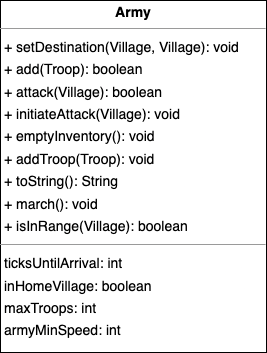 Army
+ setDestination(Village, Village): void
+ add(Troop): boolean
+ attack(Village): boolean
+ initiateAttack(Village): void
+ emptyInventory(): void
+ addTroop(Troop): void
+ toString(): String
+ march(): void
+ isInRange(Village): boolean
ticksUntilArrival: int
inHomeVillage: boolean
maxTroops: int
armyMinSpeed: int